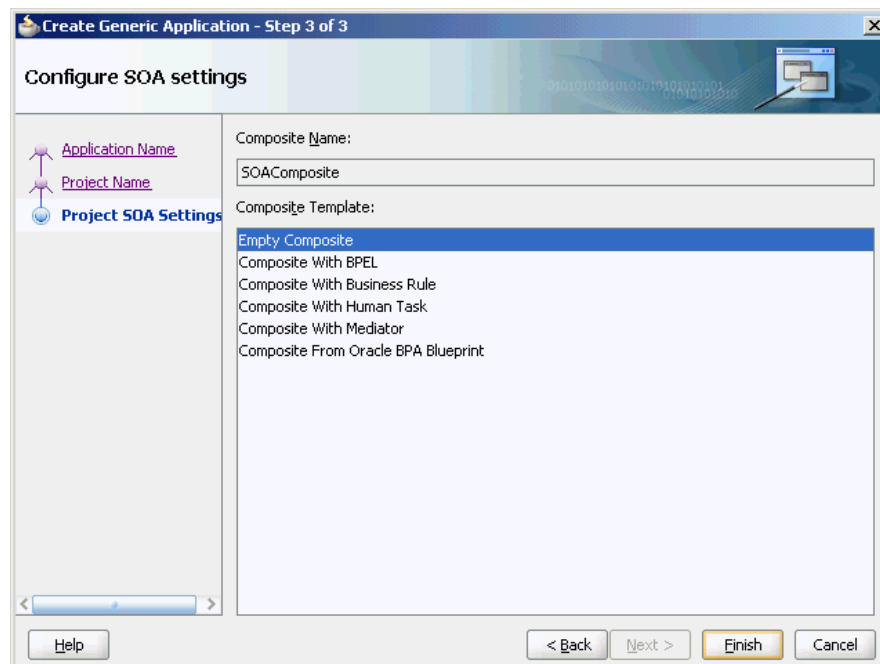 Create Generic Application - Step 3 of 3
Configure SOA settings
Application Name
Project Name
Project SOA Settings
Composite Name:
SOAComposite
Composite Template:
Empty Composite
Composite With BPEL
Composite With Business Rule
Composite With Human Task
Composite With Mediator
Composite From Oracle BPA Blueprint
Help
< Back
Next >
Finish
Cancel